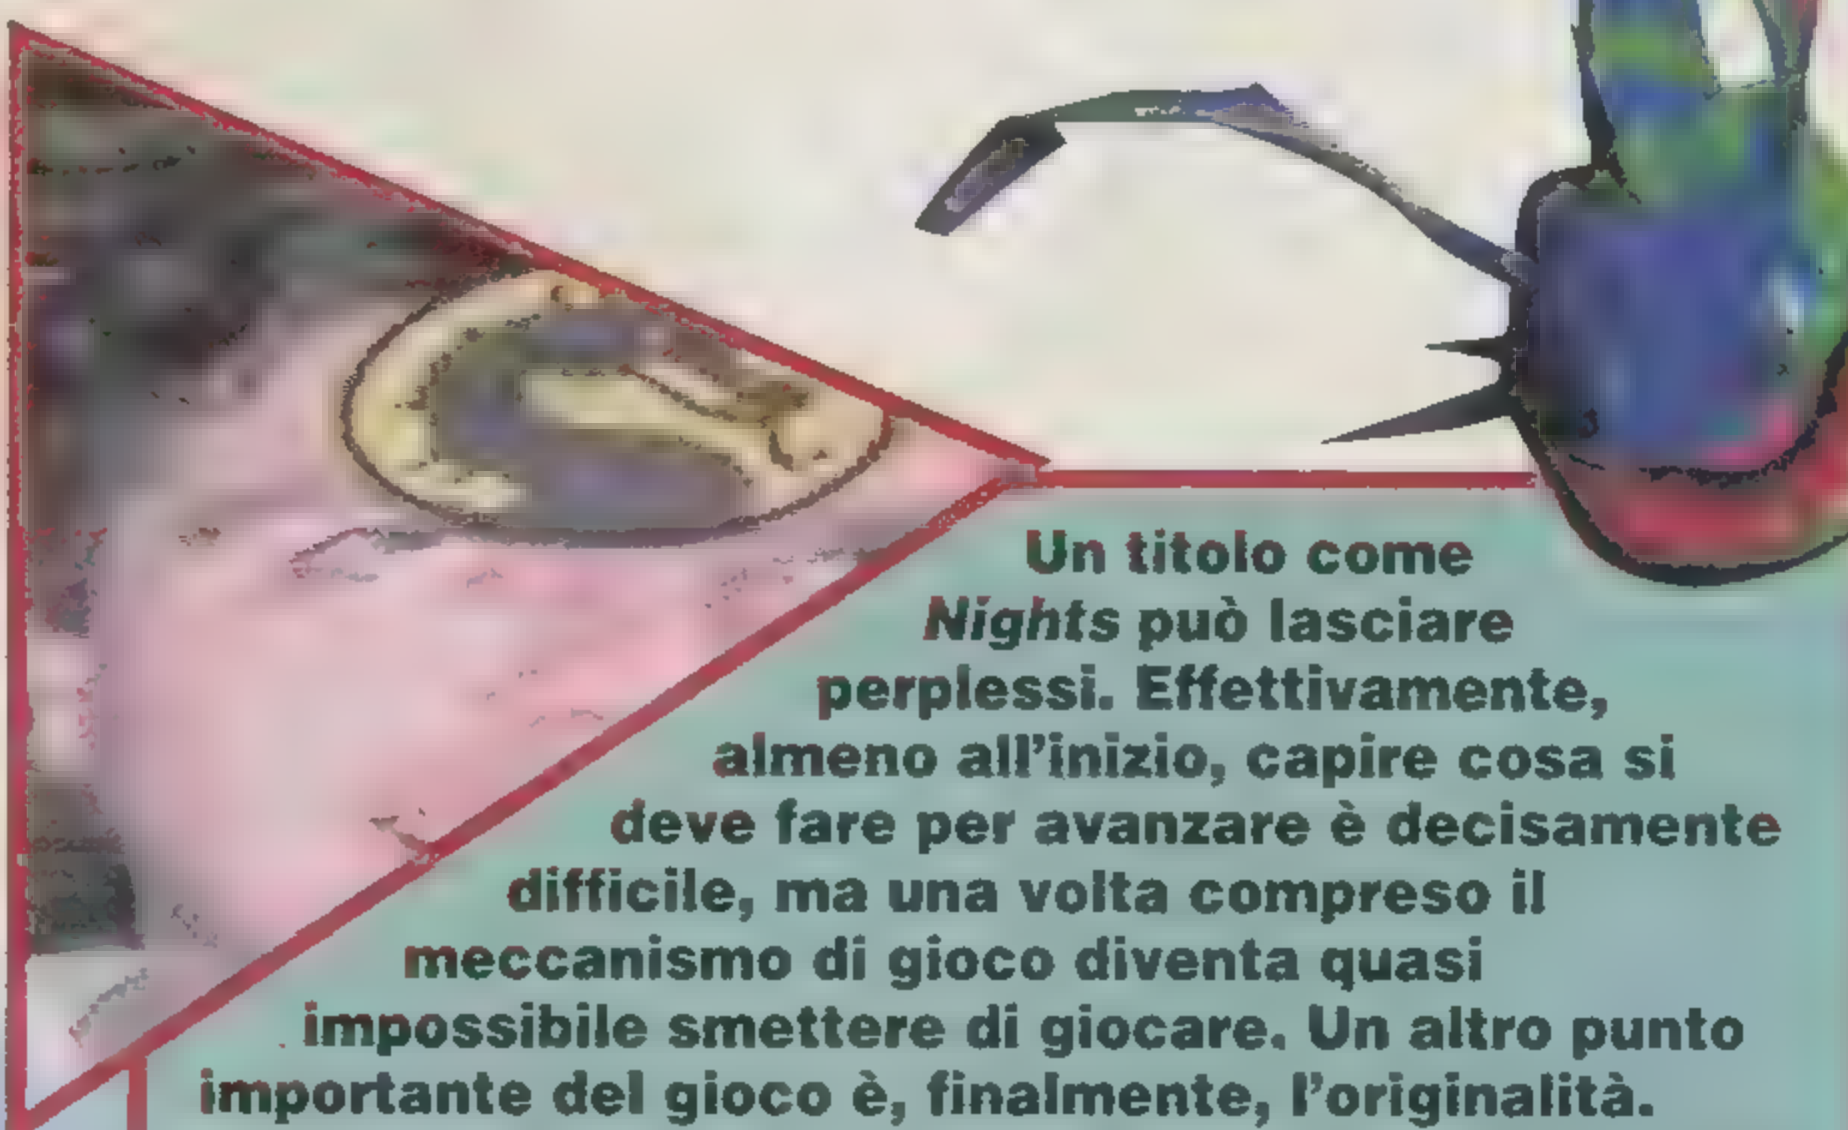 Un titolo come
Nights può lasciare
perplessi. Effettivamente,
almeno all'inizio, capire cosa si
deve fare per avanzare è decisamente
difficile, ma una volta compreso il
meccanismo di gioco diventa quasi
impossibile smettere di giocare. Un altro punto
importante del gioco è, finalmente, l'originalità.